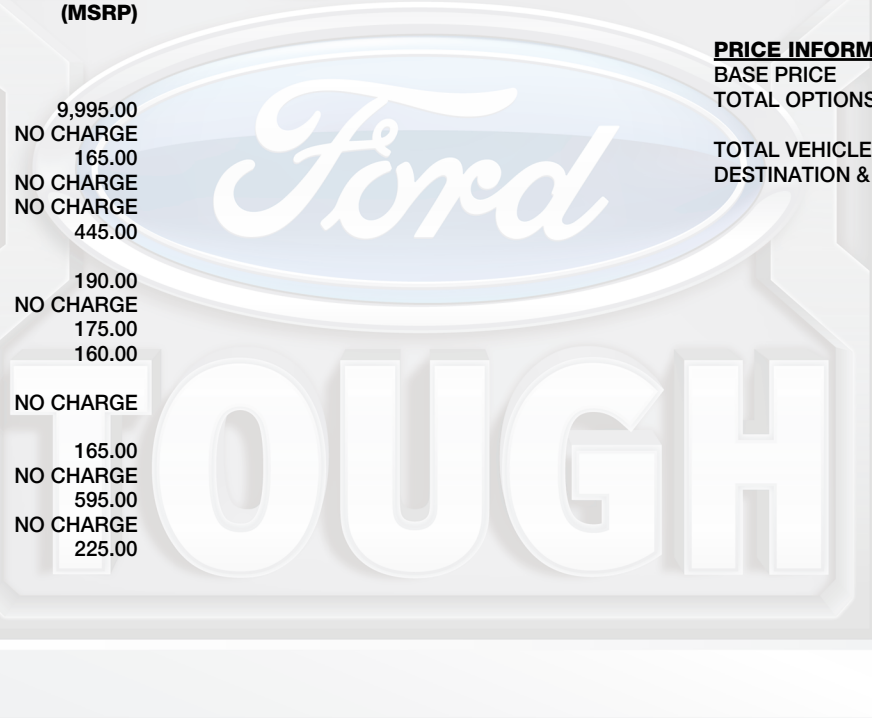 (MSRP)
9,995.00
NO CHARGE
165.00
NO CHARGE
NO CHARGE
445.00
190.00
NO CHARGE
175.00
160.00
NO CHARGE
165.00
NO CHARGE
595.00
NO CHARGE
225.00
PRICE INFORM
BASE PRICE
TOTAL OPTIONS
TOTAL VEHICLE
DESTINATION &
Ford
TOUGH